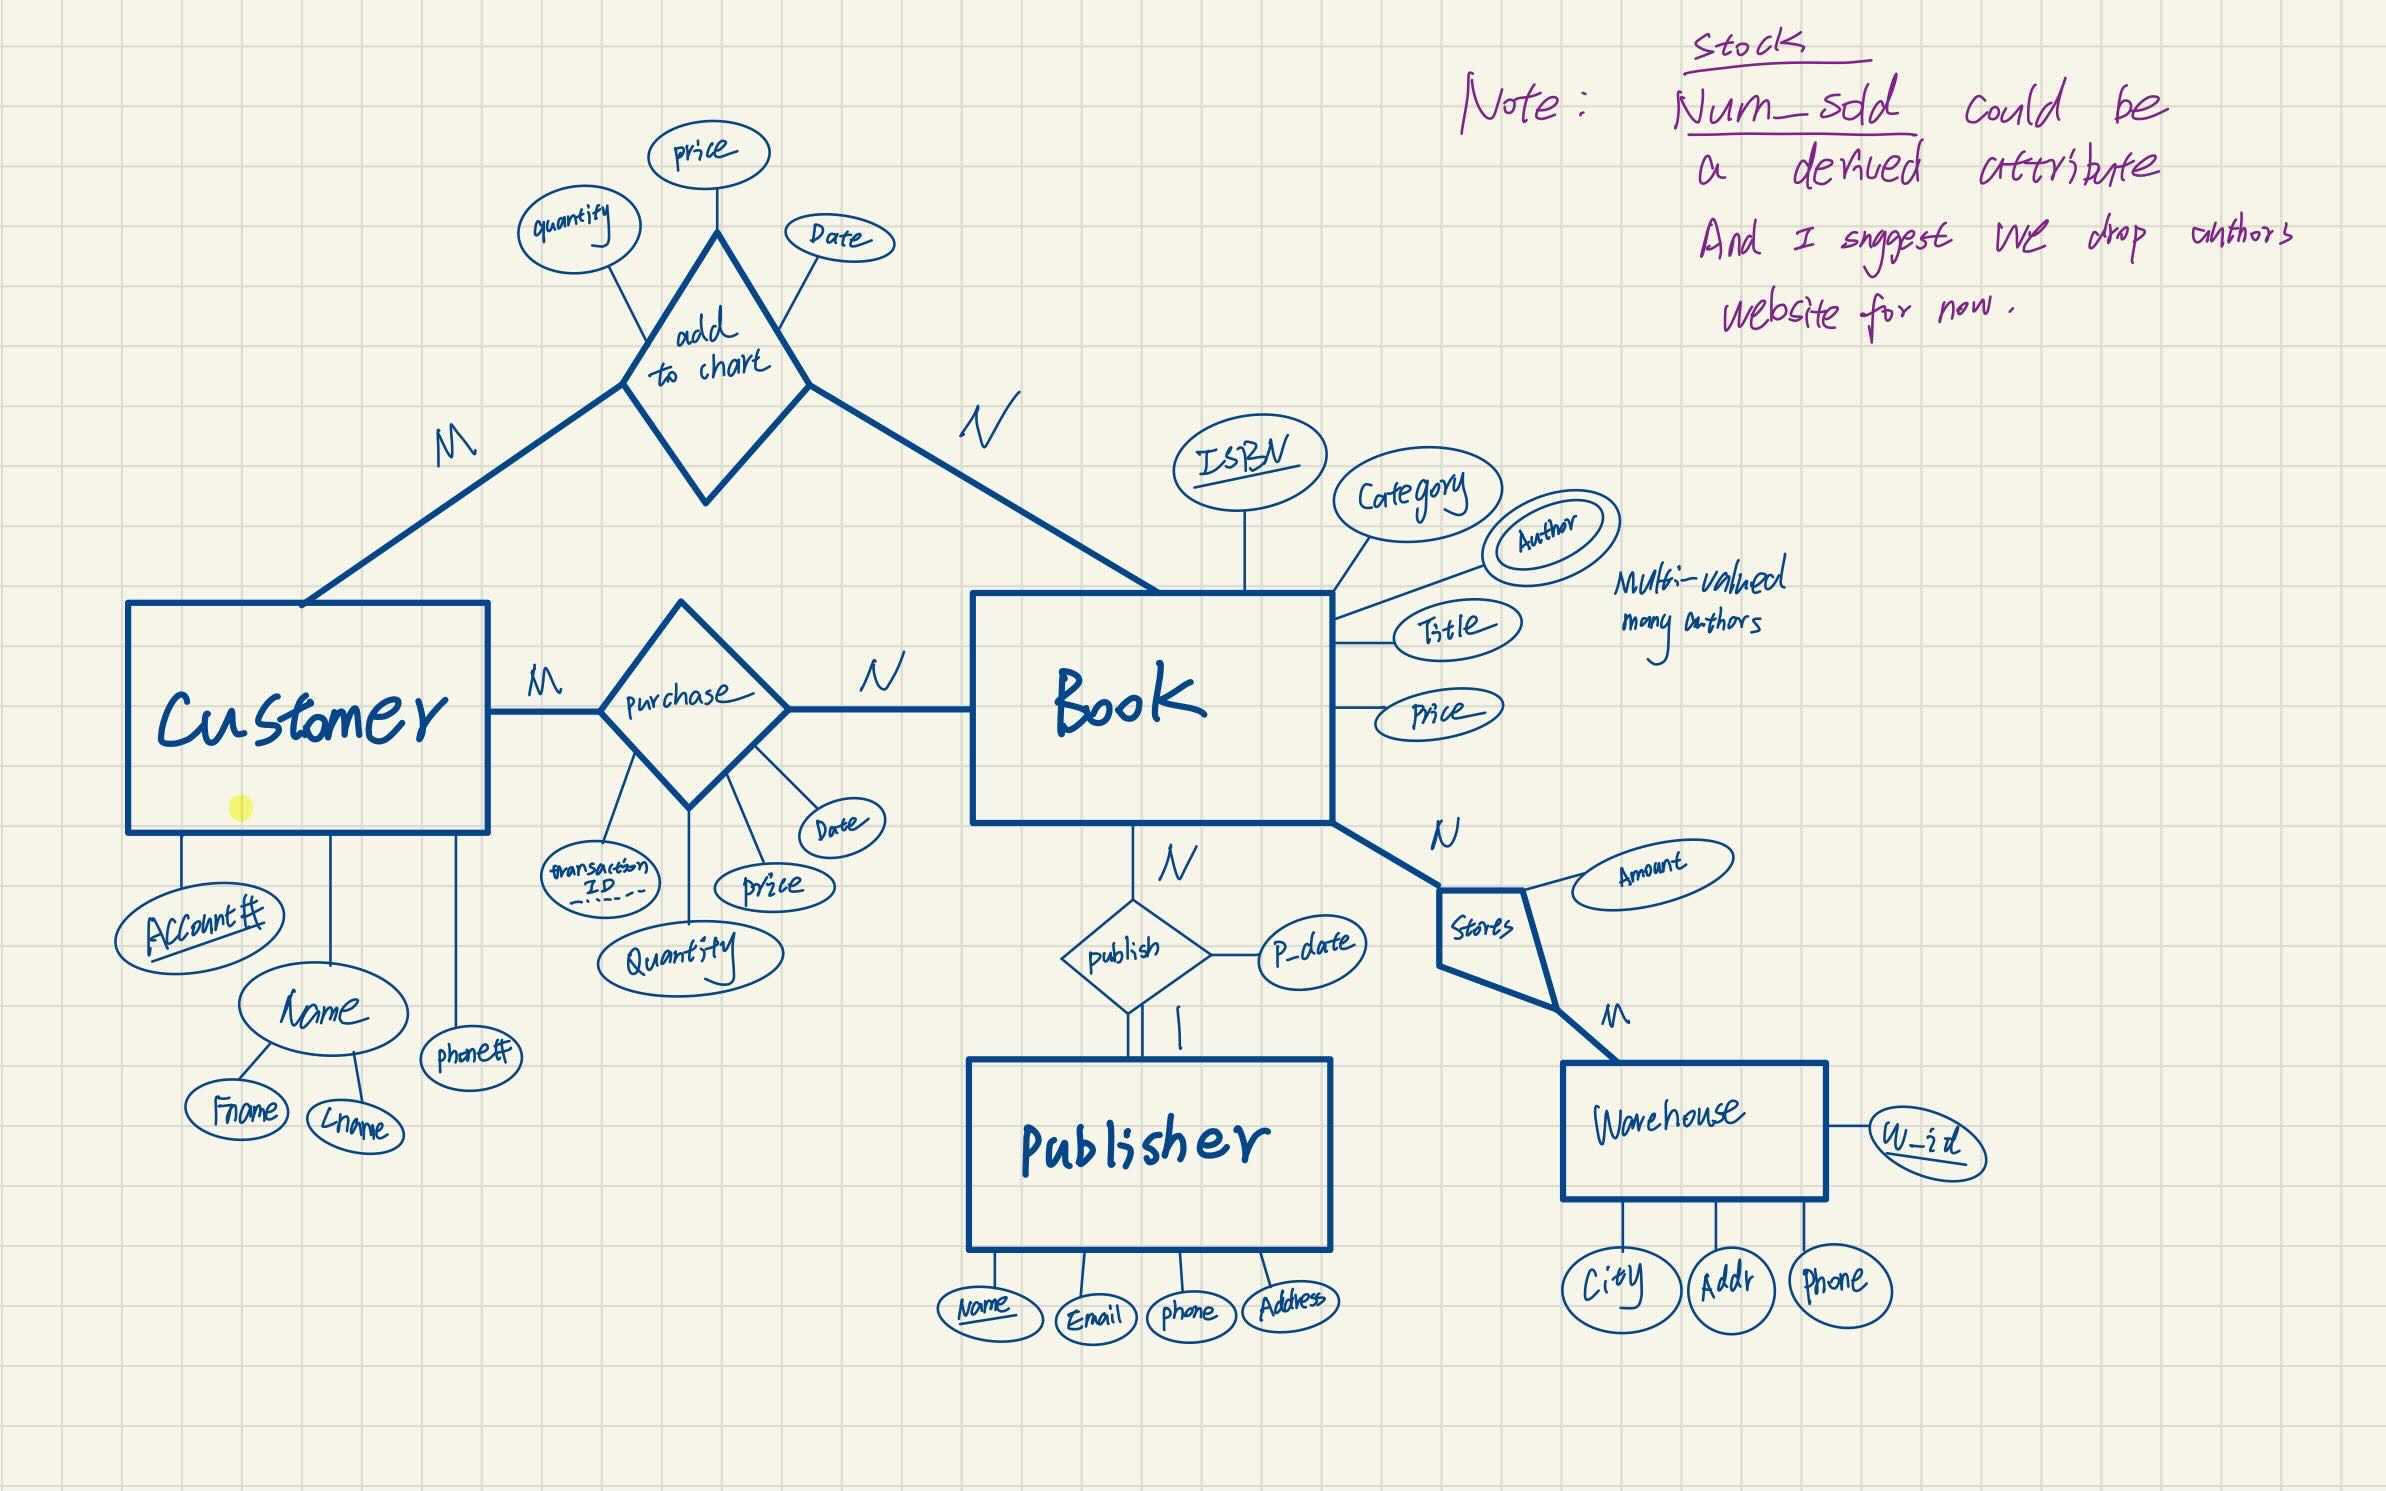 Stock
Note: Num_sold could be
a derived attribute
And I suggest we drop authors
website for now.
price
quantify
Date
add
to chart
M
N
ISBN
Category
Author
Multi-valued
many authors
Title
Price
Customer
M
purchase
N
Book
transaction
ID
Quantity
price
Date
Account#
Name
Fname
Lname
phone#
N
publish
P_date
1
Publisher
Name
Email
phone
Address
N
Amount
Stores
M
Warehouse
W_id
City
Addr
Phone